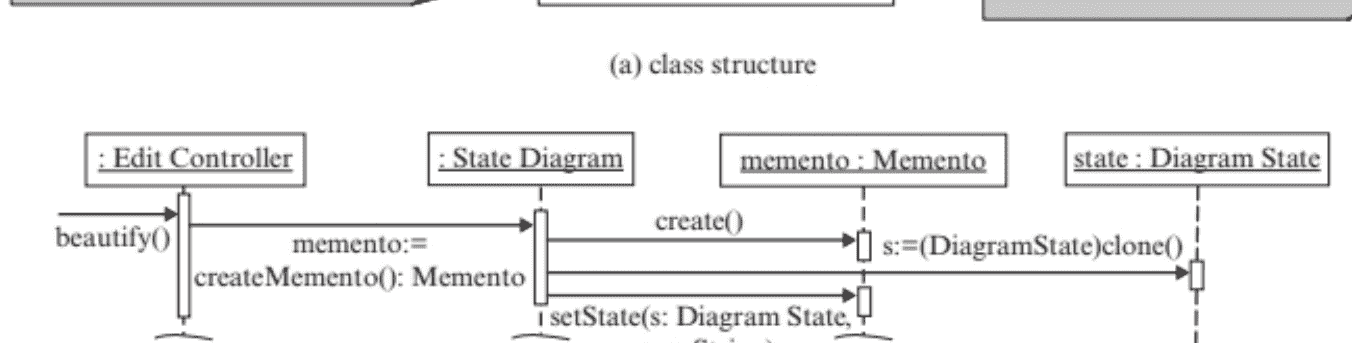 (a) class structure
: Edit Controller
: State Diagram
memento : Memento
state : Diagram State
beautify()
memento:=
createMemento(): Memento
create()
s:=(DiagramState)clone()
setState(s: Diagram State,